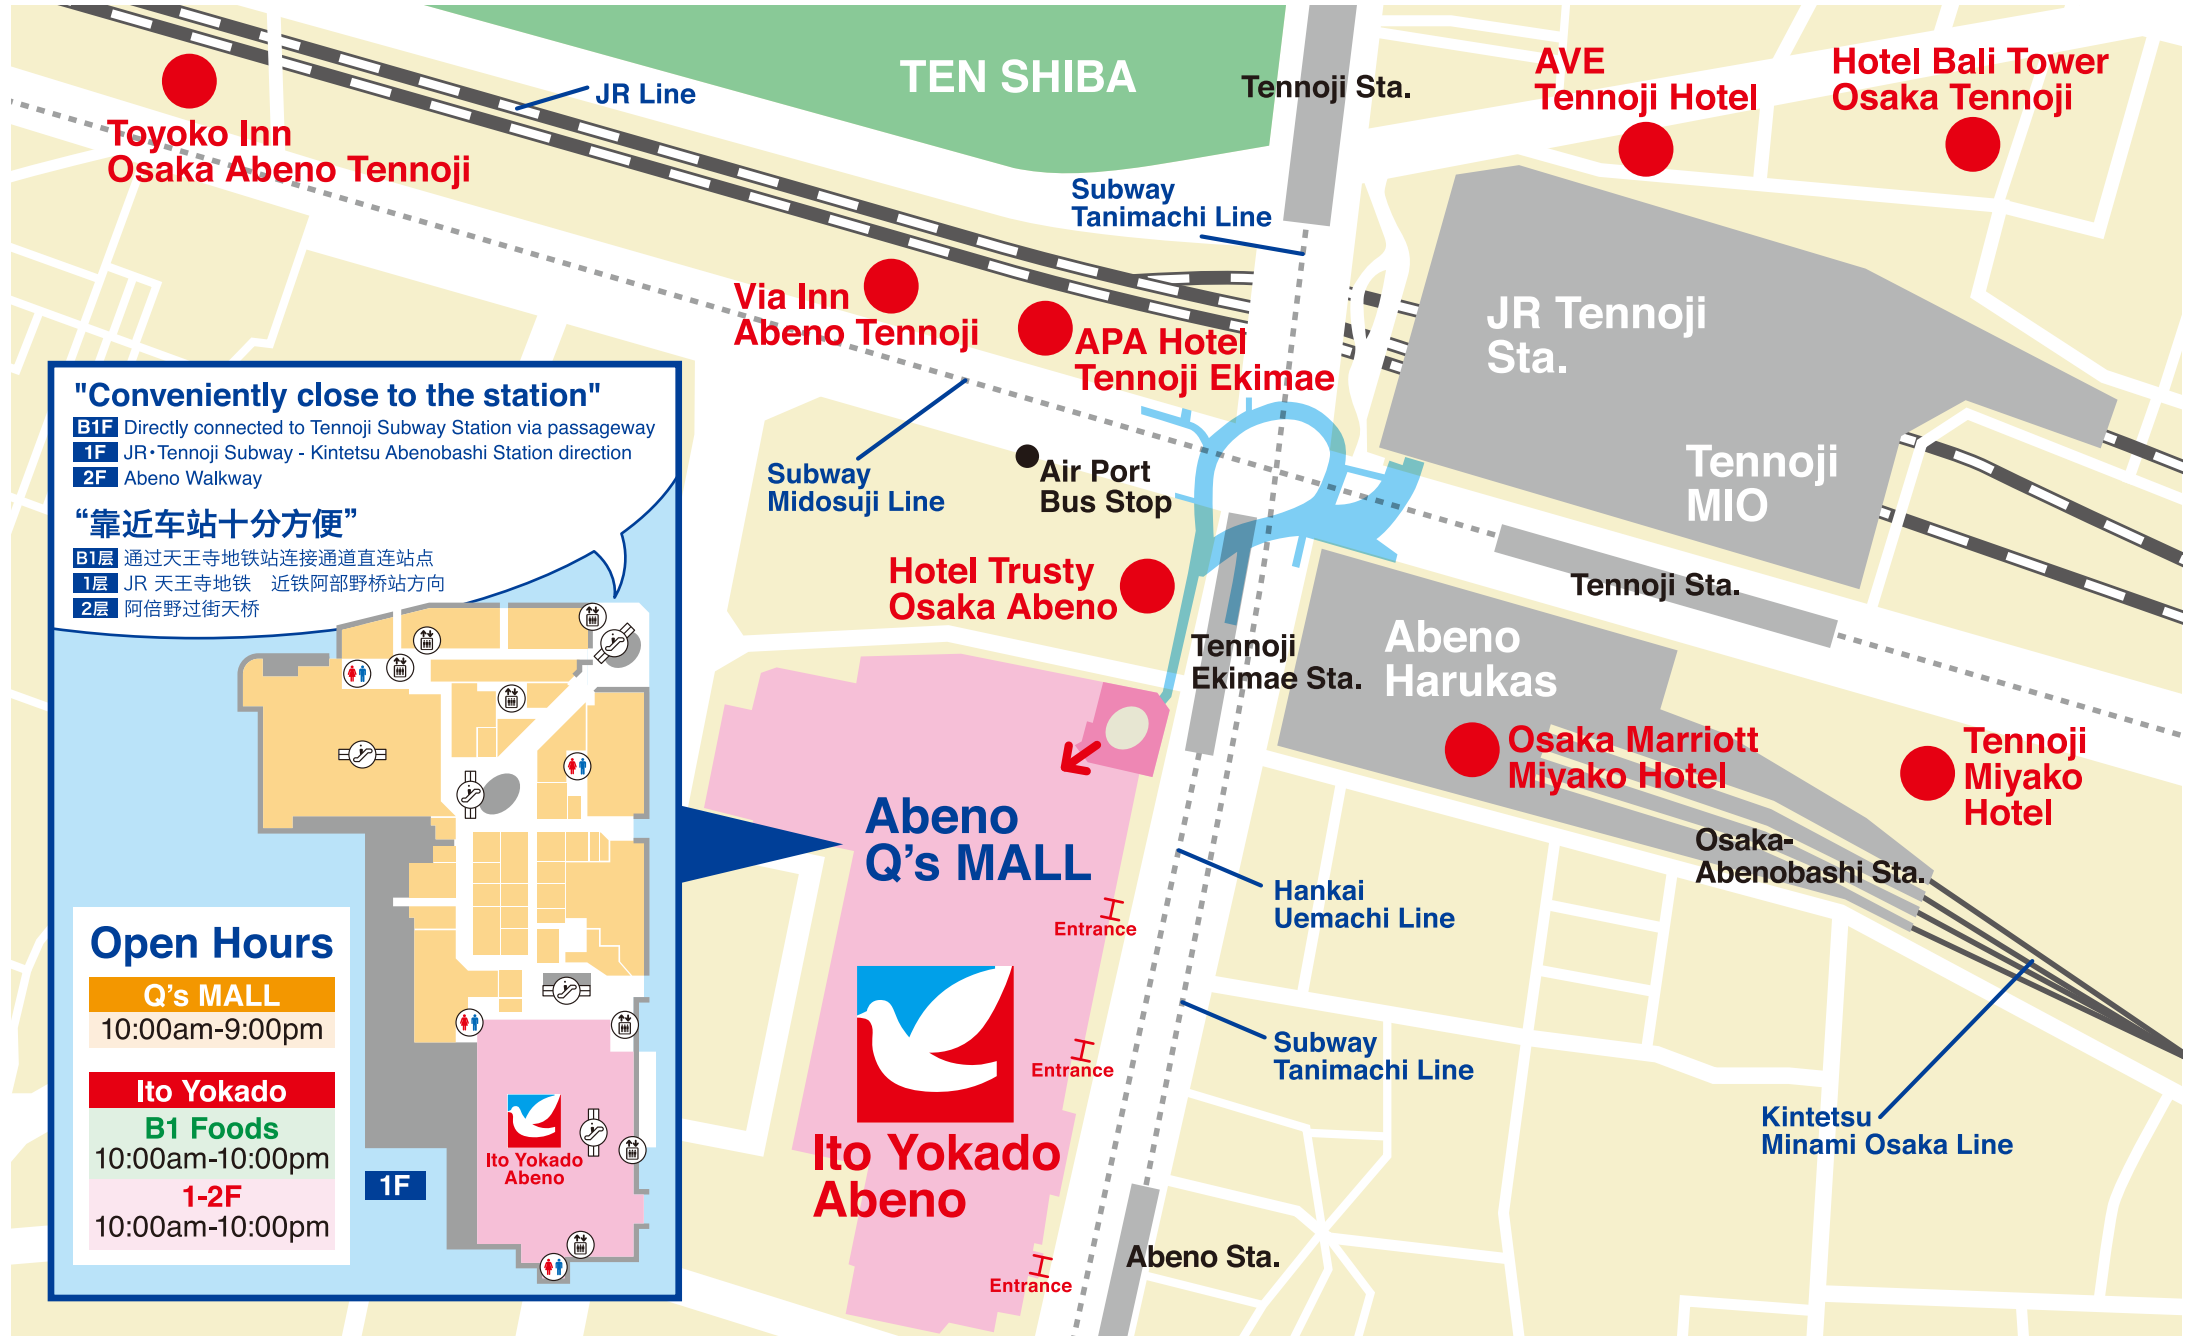 TEN SHIBA
Tennoji Sta.
AVE
Tennoji Hotel
Hotel Bali Tower
Osaka Tennoji
JR Line
Toyoko Inn
Osaka Abeno Tennoji
Subway
Tanimachi Line
Via Inn
Abeno Tennoji
APA Hotel
Tennoji Ekimae
JR Tennoji
Sta.
Tennoji
MIO
Subway
Midosuji Line
Air Port
Bus Stop
Hotel Trusty
Osaka Abeno
Tennoji Sta.
Tennoji
Ekimae Sta.
Abeno
Harukas
Osaka Marriott
Miyako Hotel
Tennoji
Miyako
Hotel
Osaka-
Abenobashi Sta.
Abeno
Q's MALL
Hankai
Uemachi Line
Entrance
Subway
Tanimachi Line
Entrance
Kintetsu
Minami Osaka Line
Ito Yokado
Abeno
Abeno Sta.
Entrance
"Conveniently close to the station"
B1F Directly connected to Tennoji Subway Station via passageway
1F JR・Tennoji Subway - Kintetsu Abenobashi Station direction
2F Abeno Walkway
“靠近车站十分方便”
B1层 通过天王寺地铁站连接通道直连站点
1层 JR 天王寺地铁　近铁阿部野桥站方向
2层 阿倍野过街天桥
Open Hours
Q's MALL
10:00am-9:00pm
Ito Yokado
B1 Foods
10:00am-10:00pm
1-2F
10:00am-10:00pm
1F
Ito Yokado
Abeno